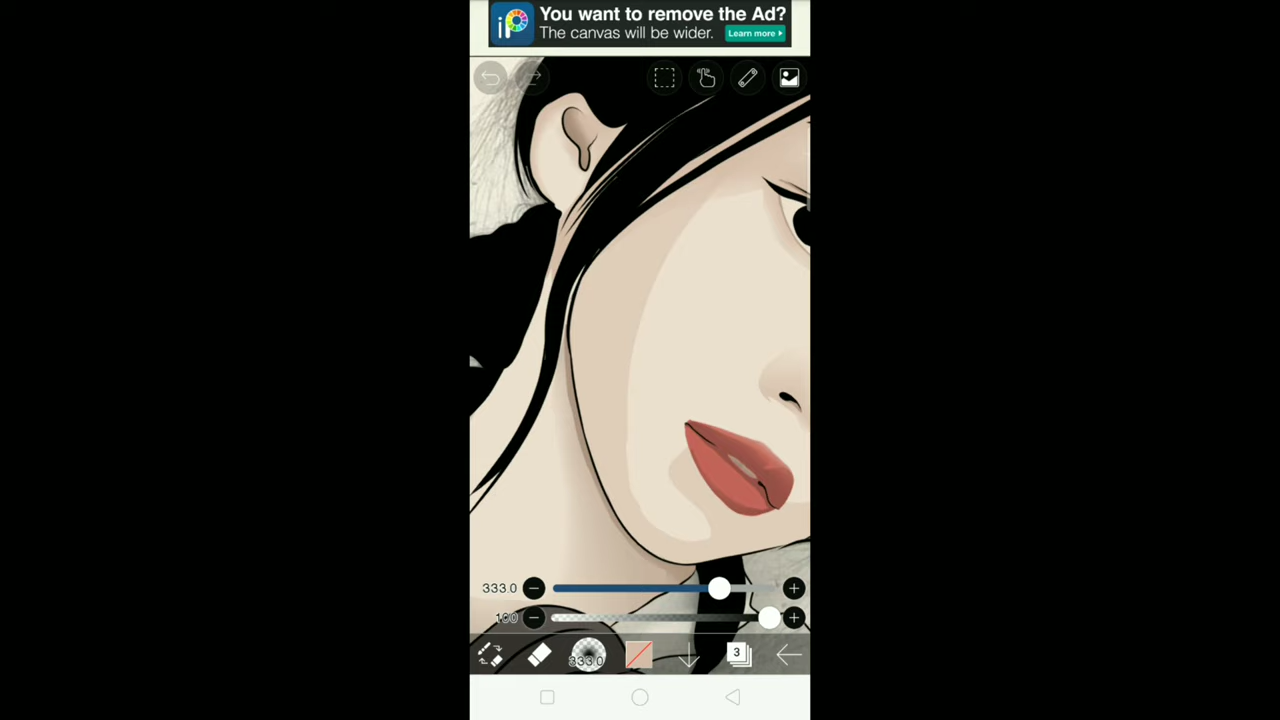 iP
You want to remove the Ad?
The canvas will be wider.
Learn more
333.0
100
333.0
3